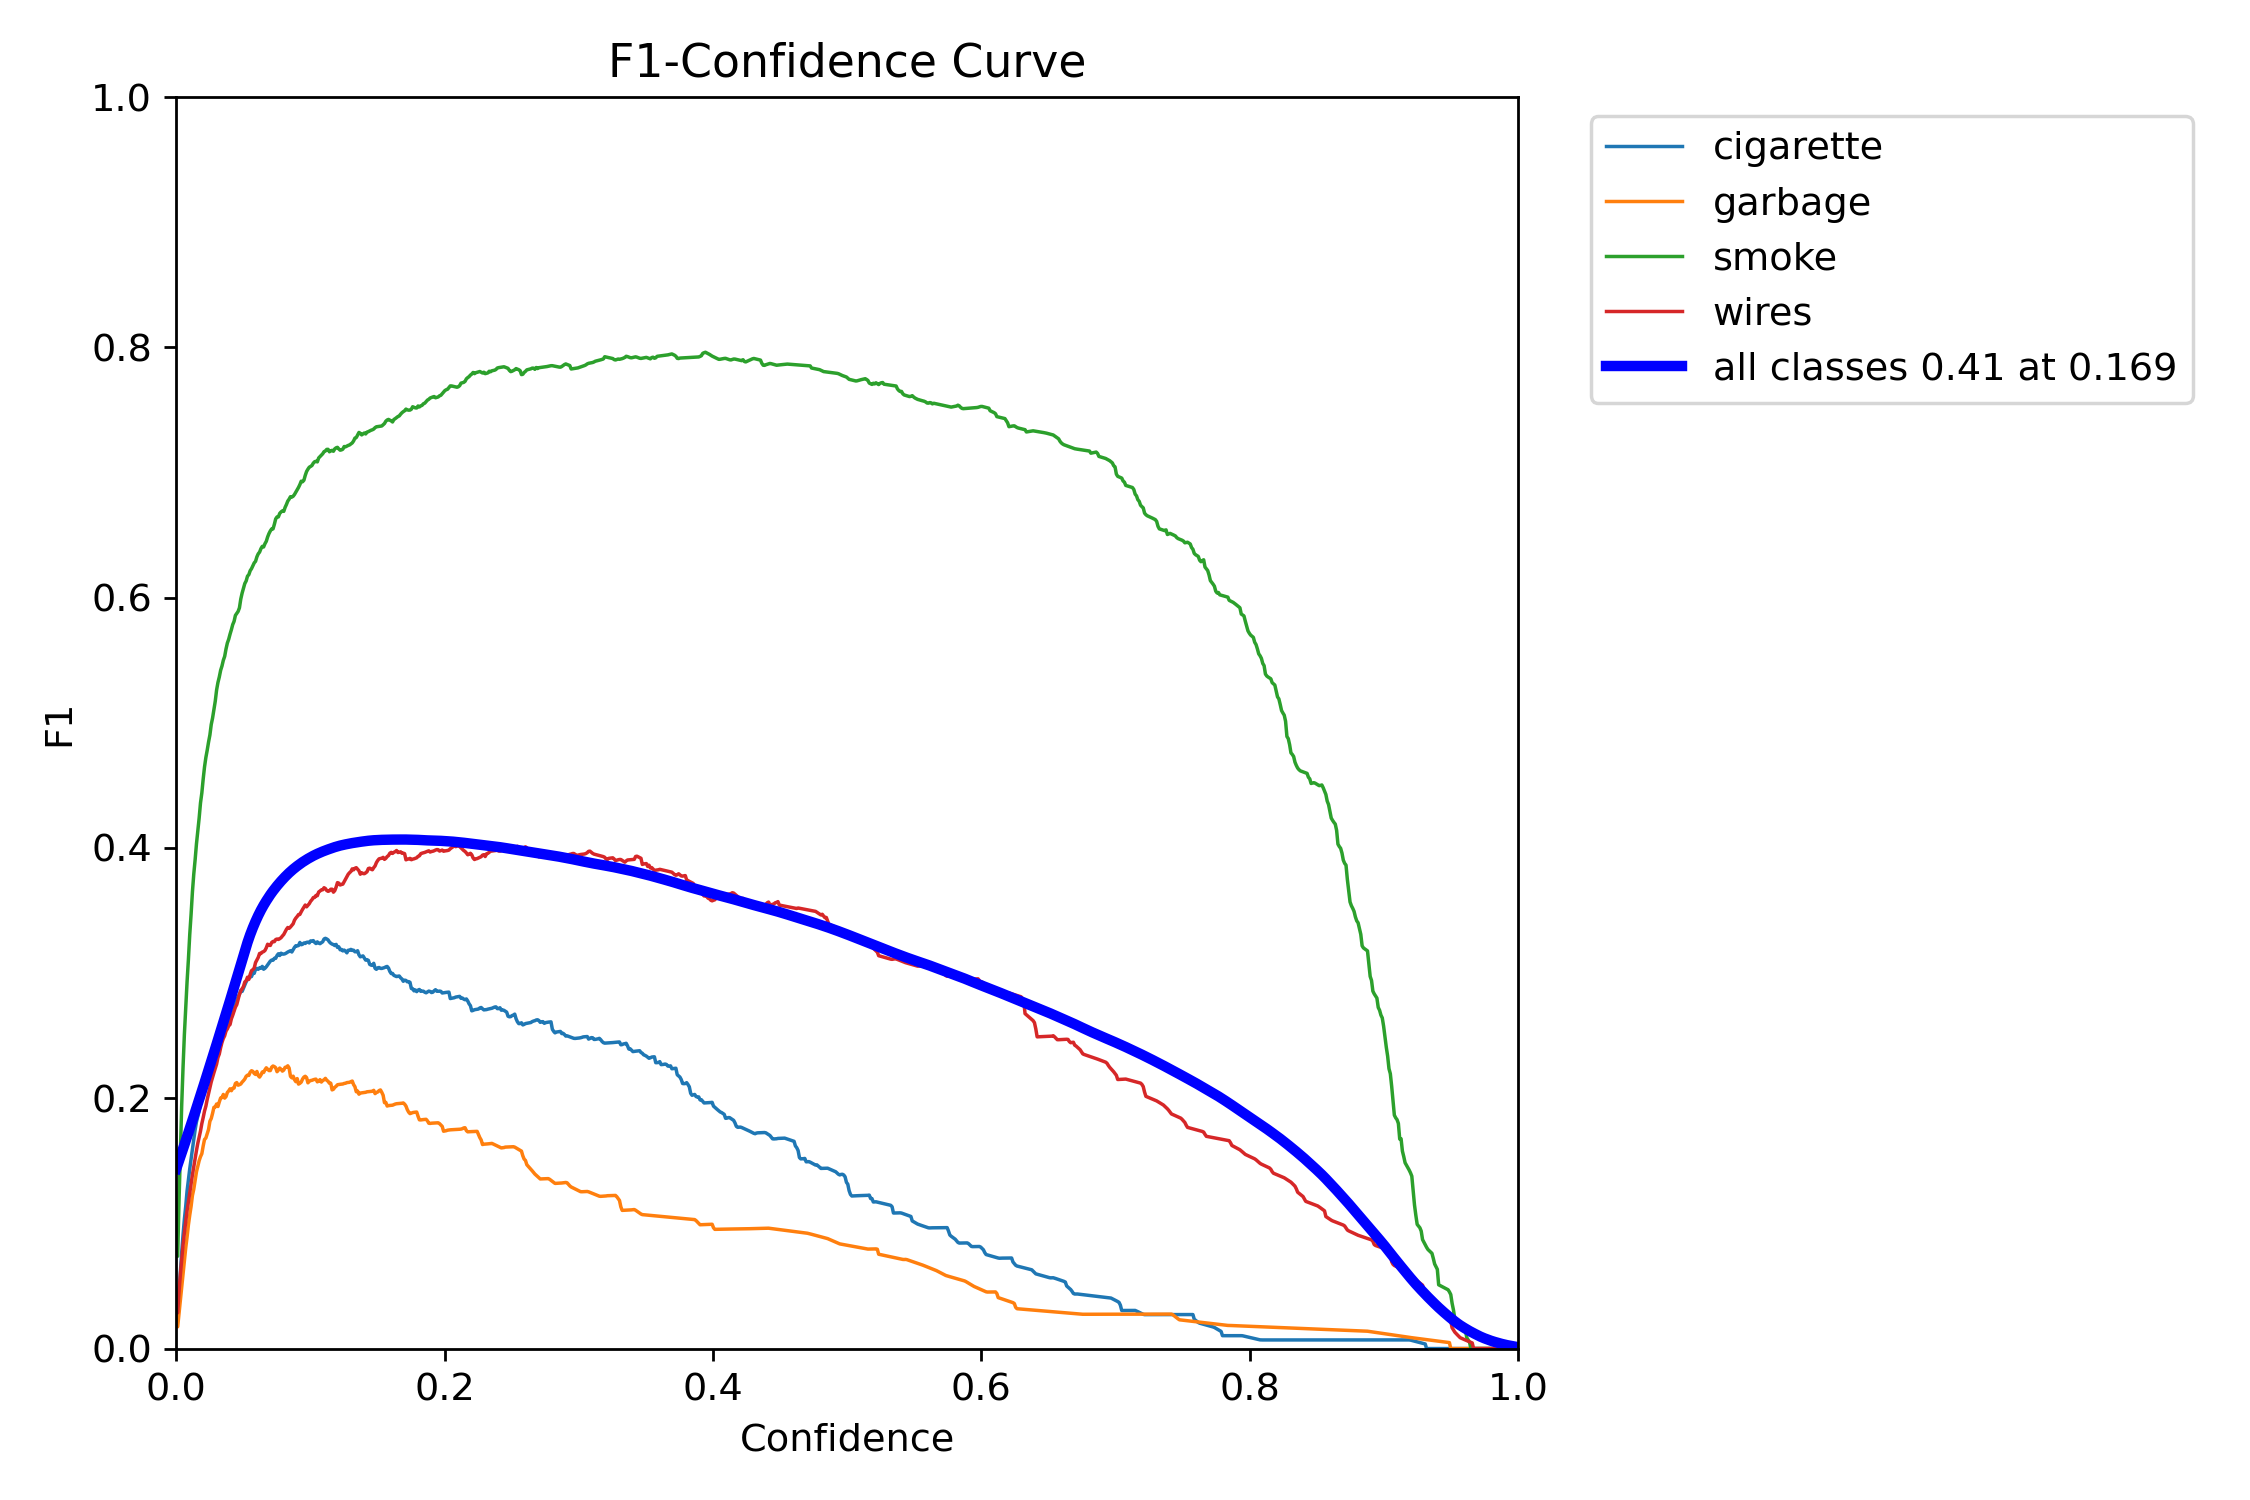 F1-Confidence Curve
1.0
0.8
0.6
0.4
0.2
0.0
F1
0.0 0.2 0.4 0.6 0.8 1.0
Confidence
cigarette
garbage
smoke
wires
all classes 0.41 at 0.169